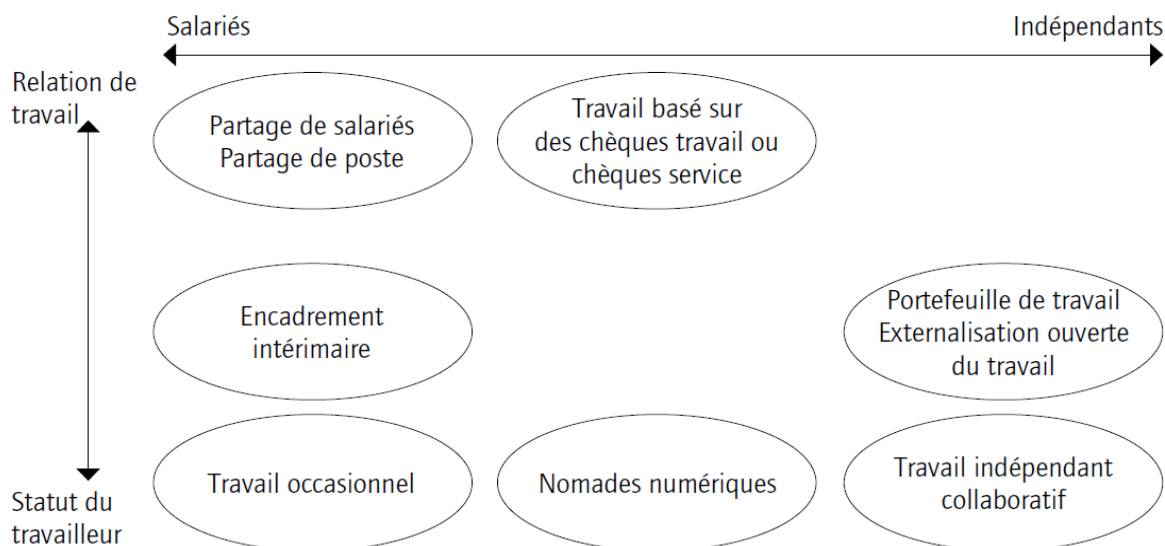 Salariés
Indépendants
Relation de
travail
Partage de salariés
Partage de poste
Travail basé sur
des chèques travail ou
chèques service
Encadrement
intérimaire
Portefeuille de travail
Externalisation ouverte
du travail
Travail occasionnel
Nomades numériques
Travail indépendant
collaboratif
Statut du
travailleur